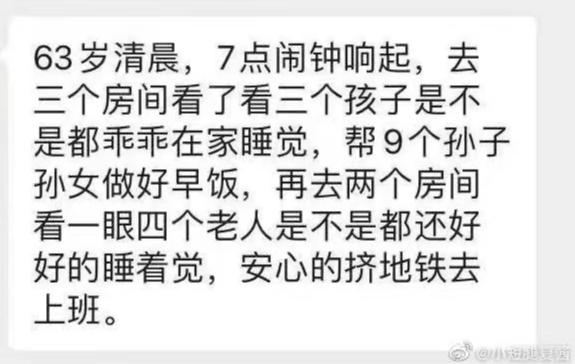 63岁清晨，7点闹钟响起，去
三个房间看了看三个孩子是不
是都乖乖在家睡觉，帮9个孙子
孙女做好早饭，再去两个房间
看一眼四个老人是不是都还好
好的睡着觉，安心的挤地铁去
上班。